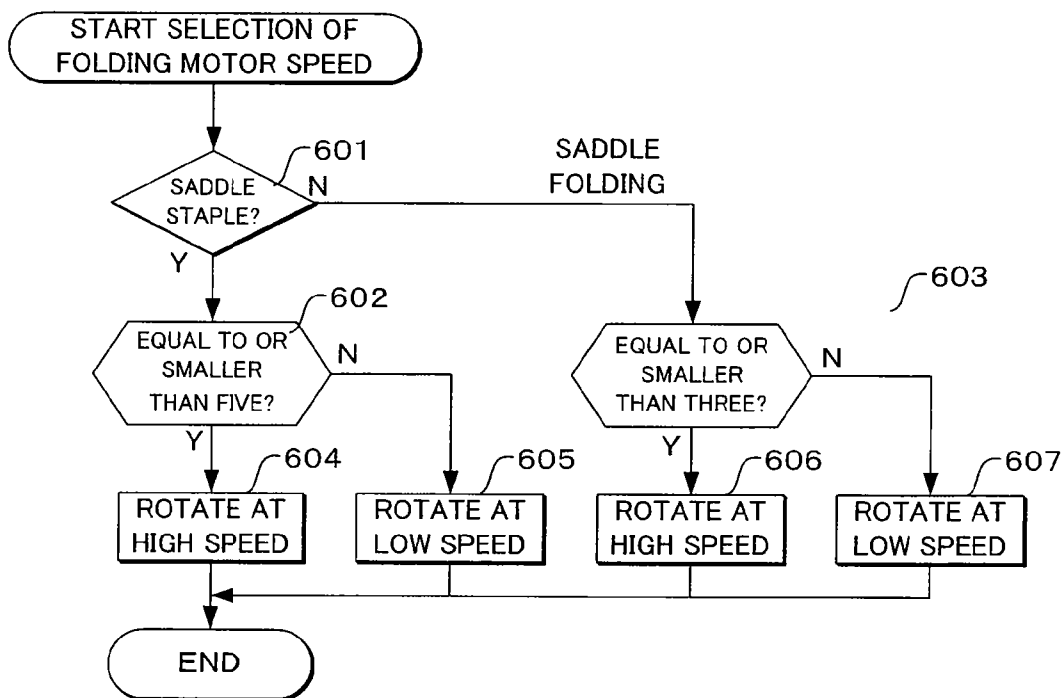 START SELECTION OF
FOLDING MOTOR SPEED
601
SADDLE
STAPLE?
N
SADDLE
FOLDING
Y
602
EQUAL TO OR
SMALLER
THAN FIVE?
N
Y
603
EQUAL TO OR
SMALLER
THAN THREE?
N
Y
604
ROTATE AT
HIGH SPEED
605
ROTATE AT
LOW SPEED
606
ROTATE AT
HIGH SPEED
607
ROTATE AT
LOW SPEED
END